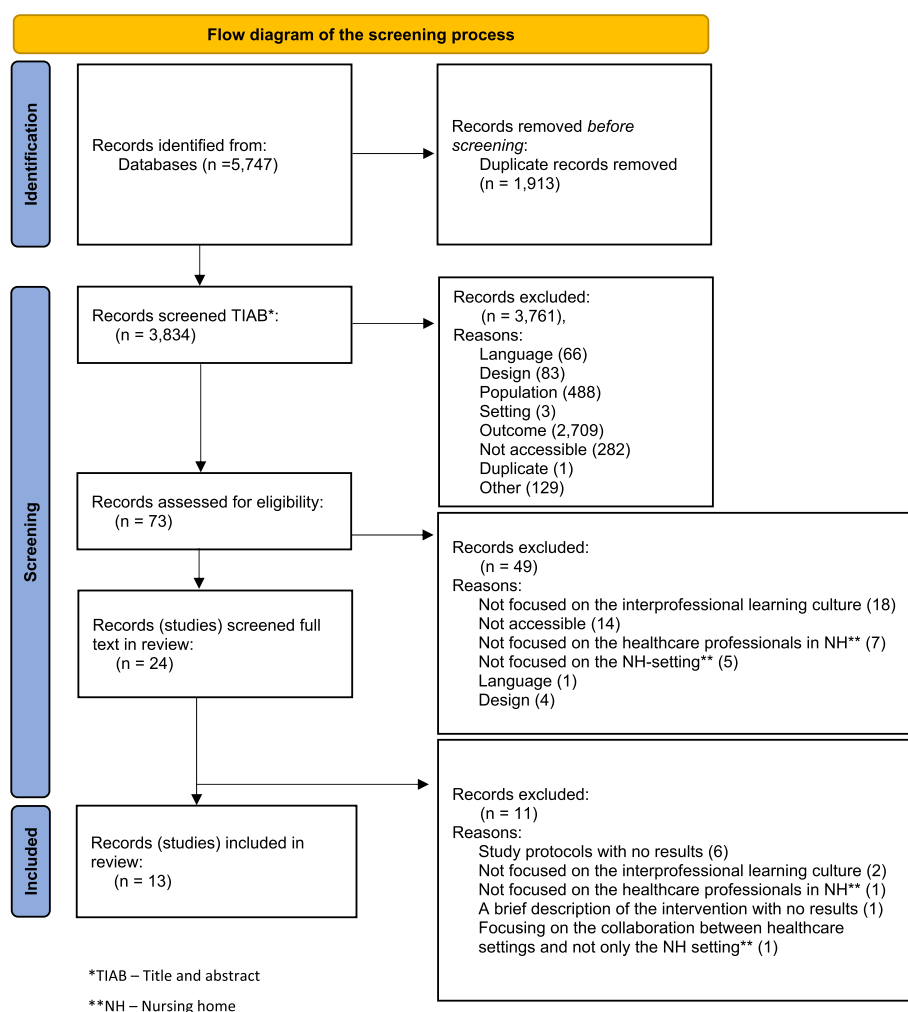 Flow diagram of the screening process
Identification
Records identified from:
Databases (n =5,747)
Records removed before
screening:
Duplicate records removed
(n = 1,913)
Screening
Records screened TIAB*:
(n = 3,834)
Records excluded:
(n = 3,761),
Reasons:
Language (66)
Design (83)
Population (488)
Setting (3)
Outcome (2,709)
Not accessible (282)
Duplicate (1)
Other (129)
Records assessed for eligibility:
(n = 73)
Records excluded:
(n = 49)
Reasons:
Not focused on the interprofessional learning culture (18)
Not accessible (14)
Not focused on the healthcare professionals in NH** (7)
Not focused on the NH-setting** (5)
Language (1)
Design (4)
Records (studies) screened full
text in review:
(n = 24)
Records excluded:
(n = 11)
Reasons:
Study protocols with no results (6)
Not focused on the interprofessional learning culture (2)
Not focused on the healthcare professionals in NH** (1)
A brief description of the intervention with no results (1)
Focusing on the collaboration between healthcare
settings and not only the NH setting** (1)
Included
Records (studies) included in
review:
(n = 13)
*TIAB – Title and abstract
**NH – Nursing home